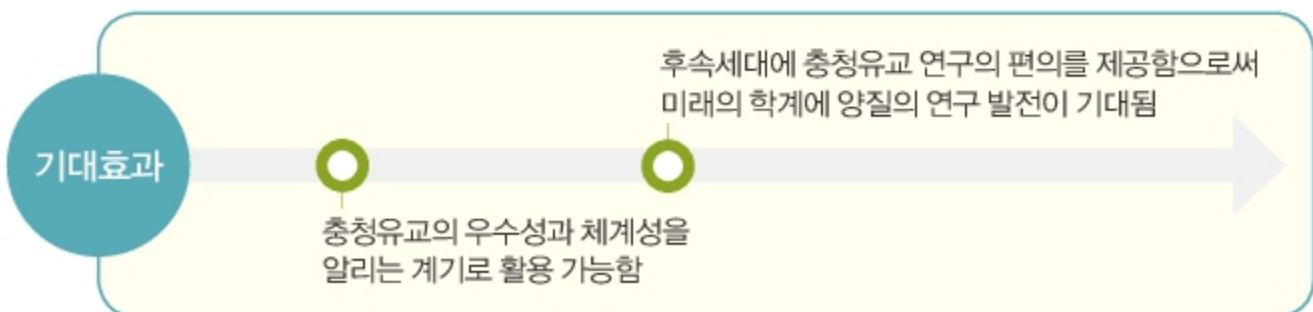 기대효과
충청유교의 우수성과 체계성을
알리는 계기로 활용 가능함
후속세대에 충청유교 연구의 편의를 제공함으로써
미래의 학계에 양질의 연구 발전이 기대됨